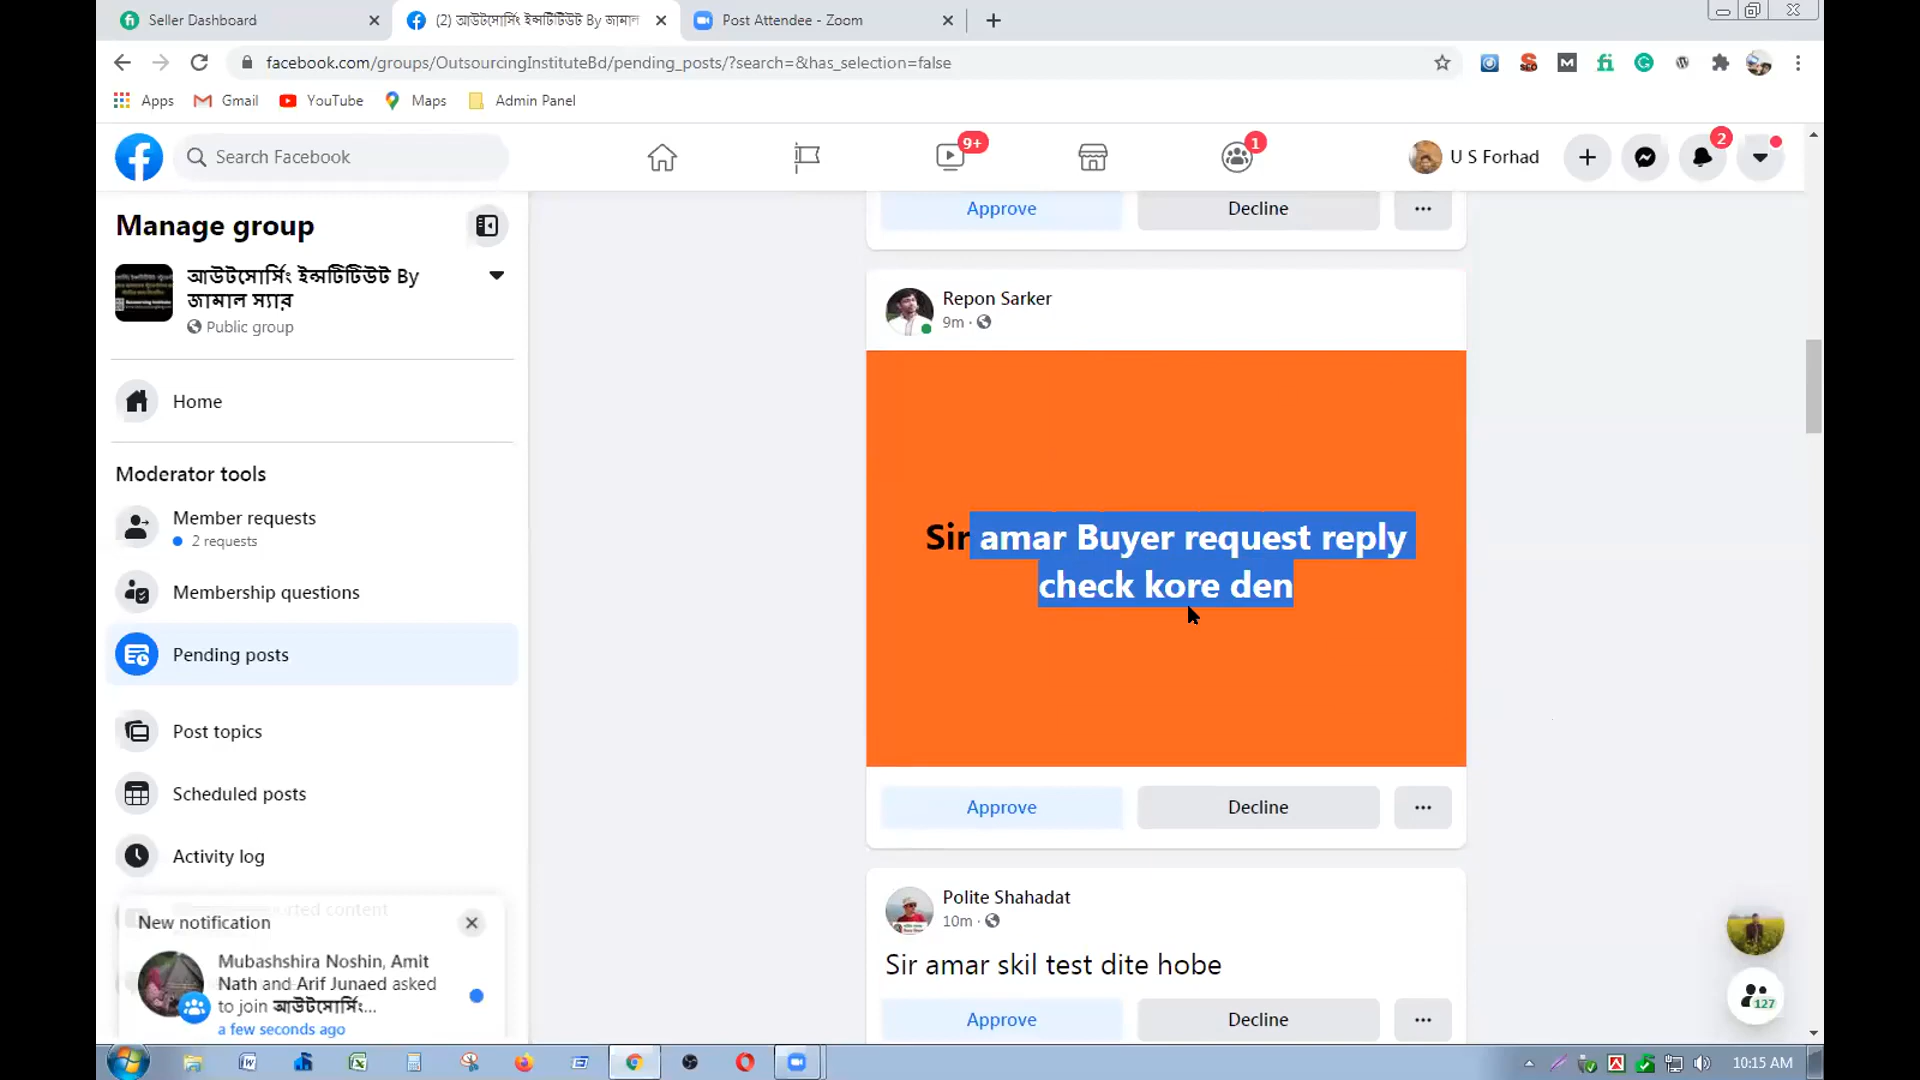 Seller Dashboard
(2) আউটসোর্সিং ইন্সটিটিউট By জামাল
Post Attendee - Zoom
facebook.com/groups/OutsourcingInstituteBd/pending_posts/?search=&has_selection=false
Apps
Gmail
YouTube
Maps
Admin Panel
Search Facebook
9+
1
U S Forhad
2
Manage group
আউটসোর্সিং ইন্সটিটিউট By
জামাল স্যার
Public group
Home
Moderator tools
Member requests
2 requests
Membership questions
Pending posts
Post topics
Scheduled posts
Activity log
New notification
Mubashshira Noshin, Amit
Nath and Arif Junaed asked
to join আউটসোর্সিং...
a few seconds ago
Approve
Decline
Repon Sarker
9m
Sir amar Buyer request reply
check kore den
Approve
Decline
Polite Shahadat
10m
Sir amar skil test dite hobe
Approve
Decline
127
10:15 AM